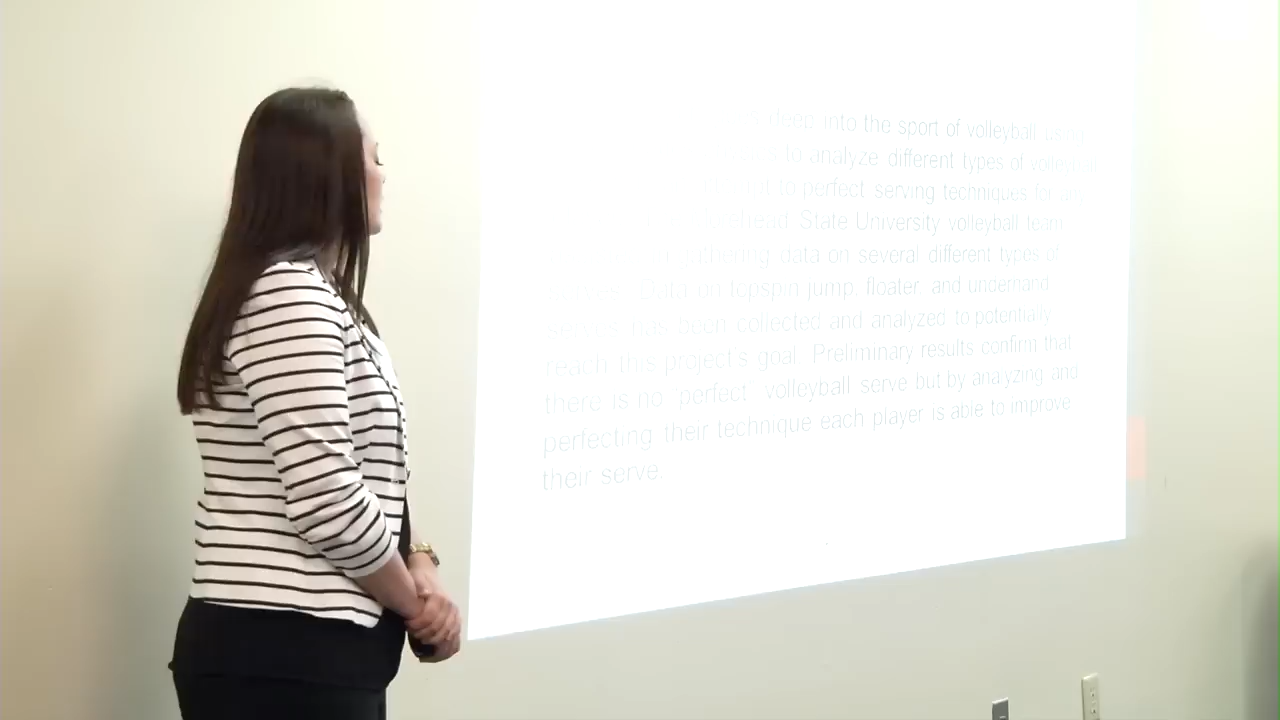 deep into the sport of volleyball using
to analyze different types of volleyball
to perfect serving techniques for any
State University volleyball team
gathering data on several different types of
Data on topspin jump, floater, and underhand
serves has been collected and analyzed to potentially
reach this project's goal. Preliminary results confirm that
there is no "perfect" volleyball serve but by analyzing and
perfecting their technique each player is able to improve
their serve.